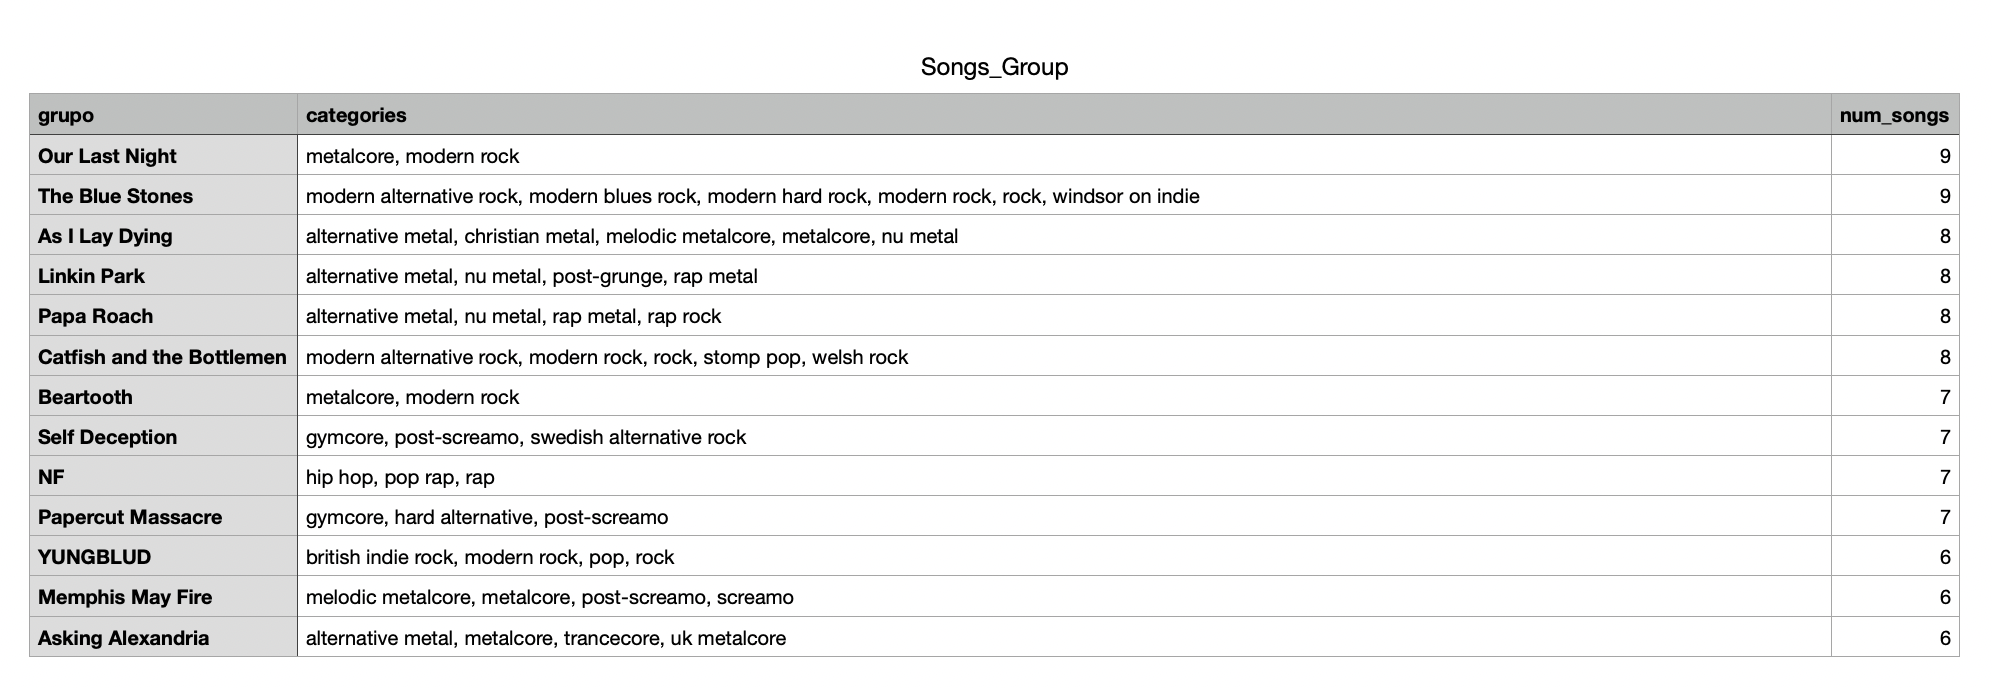 Songs_Group
grupo categories num_songs
Our Last Night metalcore, modern rock 9
The Blue Stones modern alternative rock, modern blues rock, modern hard rock, modern rock, rock, windsor on indie 9
As I Lay Dying alternative metal, christian metal, melodic metalcore, metalcore, nu metal 8
Linkin Park alternative metal, nu metal, post-grunge, rap metal 8
Papa Roach alternative metal, nu metal, rap metal, rap rock 8
Catfish and the Bottlemen modern alternative rock, modern rock, rock, stomp pop, welsh rock 8
Beartooth metalcore, modern rock 7
Self Deception gymcore, post-screamo, swedish alternative rock 7
NF hip hop, pop rap, rap 7
Papercut Massacre gymcore, hard alternative, post-screamo 7
YUNGBLUD british indie rock, modern rock, pop, rock 6
Memphis May Fire melodic metalcore, metalcore, post-screamo, screamo 6
Asking Alexandria alternative metal, metalcore, trancecore, uk metalcore 6